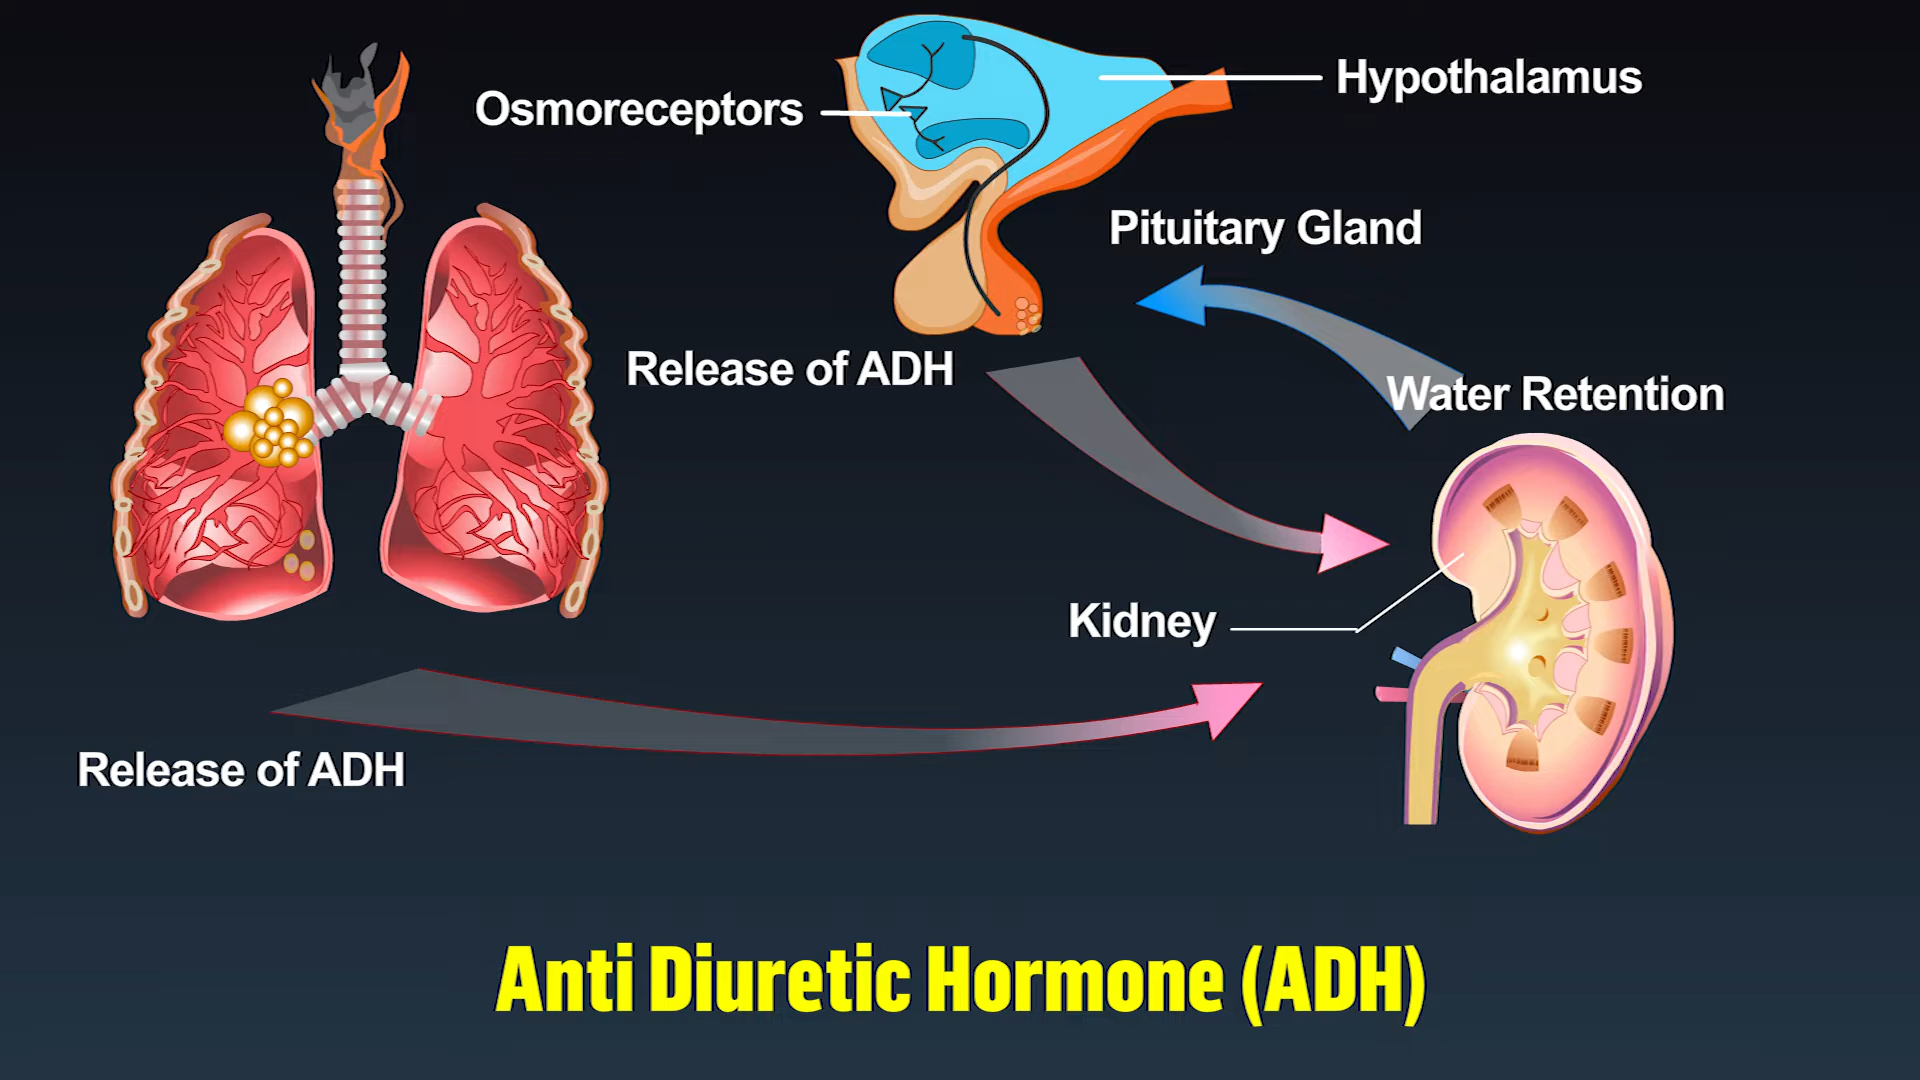 Hypothalamus
Osmoreceptors
Pituitary Gland
Release of ADH
Water Retention
Kidney
Release of ADH
Anti Diuretic Hormone (ADH)